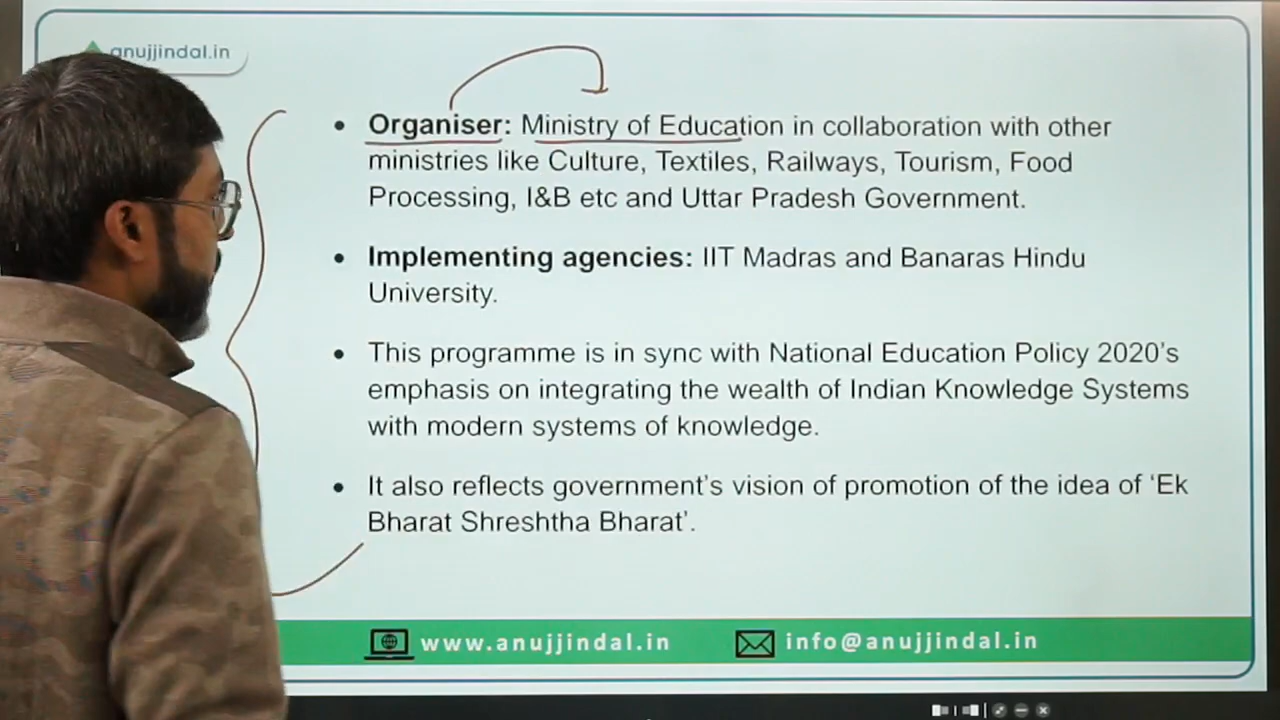 anujjindal.in
• Organiser: Ministry of Education in collaboration with other
ministries like Culture, Textiles, Railways, Tourism, Food
Processing, I&B etc and Uttar Pradesh Government.
• Implementing agencies: IIT Madras and Banaras Hindu
University.
• This programme is in sync with National Education Policy 2020's
emphasis on integrating the wealth of Indian Knowledge Systems
with modern systems of knowledge.
• It also reflects government's vision of promotion of the idea of ‘Ek
Bharat Shreshtha Bharat’.
www.anujjindal.in
info@anujjindal.in